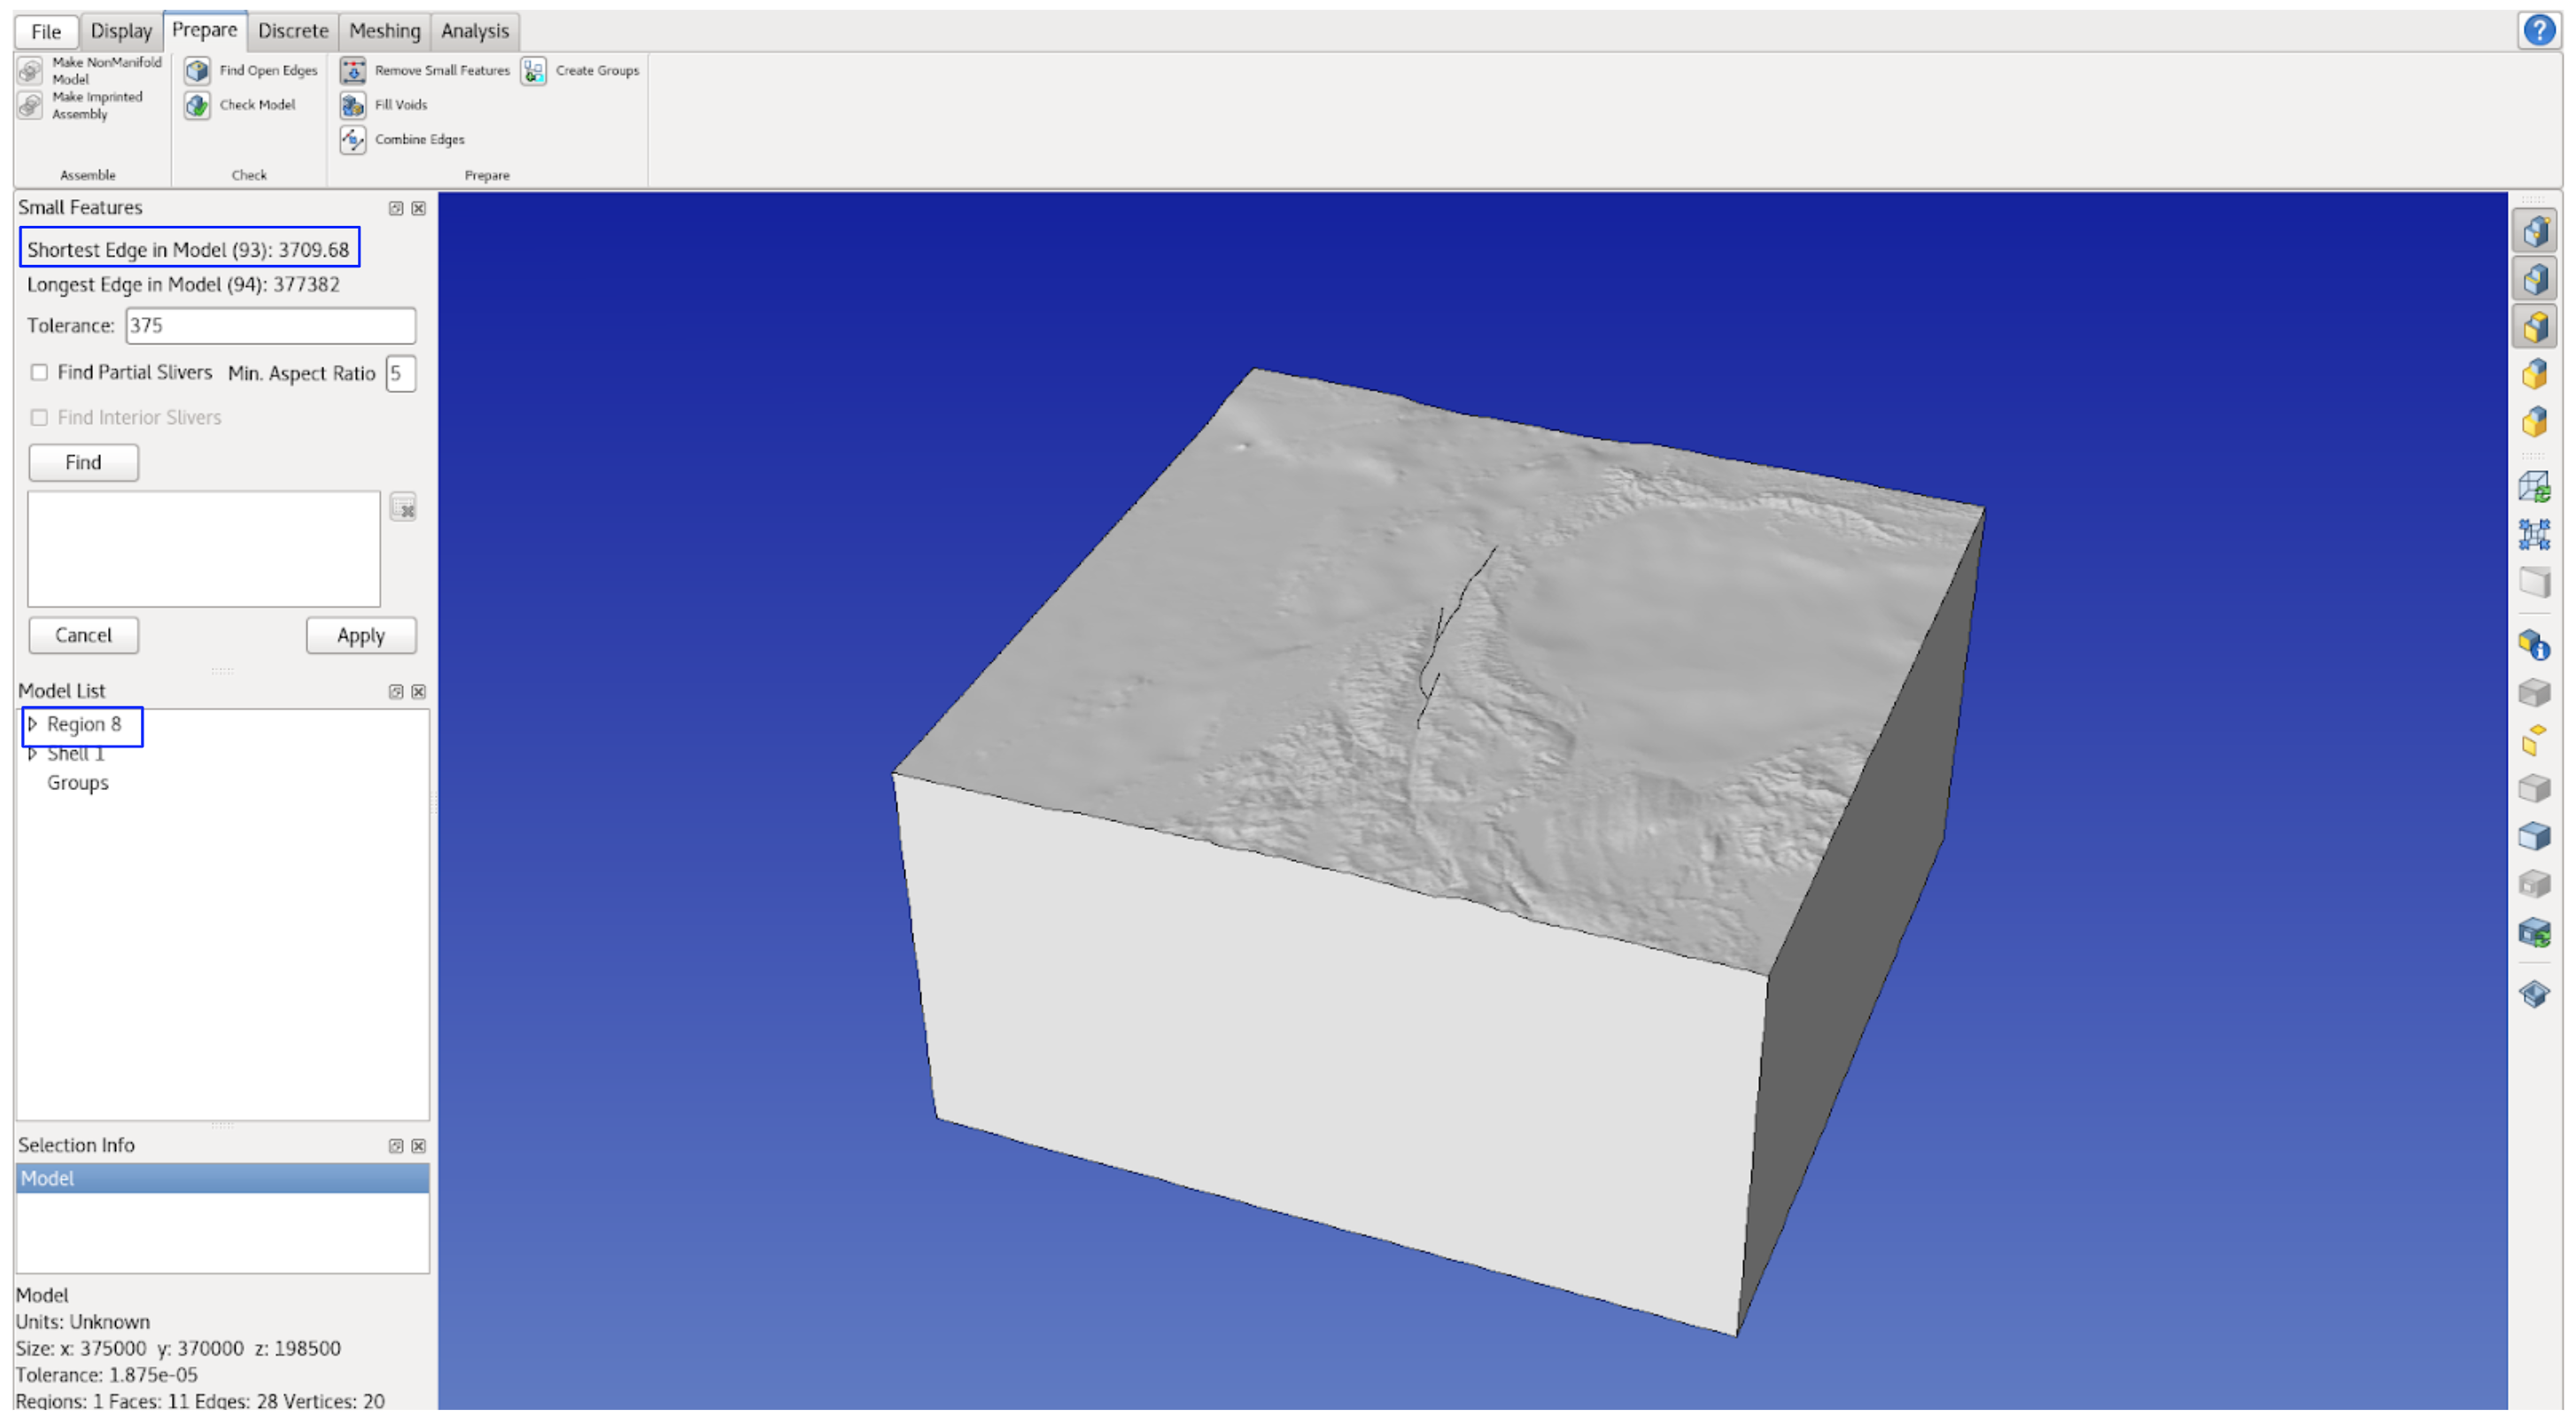 File Display Prepare Discrete Meshing Analysis
Make NonManifold
Model
Make Imprinted
Assembly
Assemble
Find Open Edges
Check Model
Check
Remove Small Features
Fill Voids
Combine Edges
Create Groups
Prepare
Small Features
Shortest Edge in Model (93): 3709.68
Longest Edge in Model (94): 377382
Tolerance: 375
Find Partial Slivers Min. Aspect Ratio 5
Find Interior Slivers
Find
Cancel Apply
Model List
Region 8
Shell 1
Groups
Selection Info
Model
Model
Units: Unknown
Size: x: 375000 y: 370000 z: 198500
Tolerance: 1.875e-05
Regions: 1 Faces: 11 Edges: 28 Vertices: 20